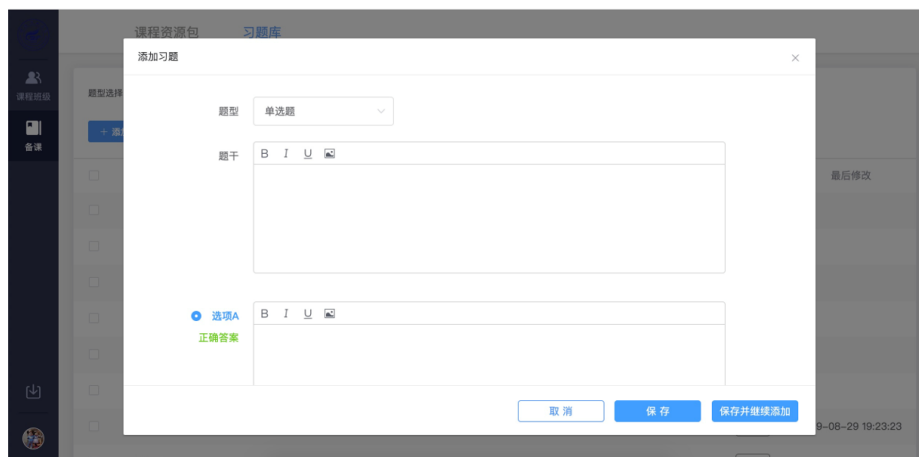 课程资源包 习题库
添加习题
课程班级
题型选择
题型 单选题
+ 添
备课
题干 B I U
最后修改
选项A B I U
正确答案
取消 保存 保存并继续添加
9-08-29 19:23:23